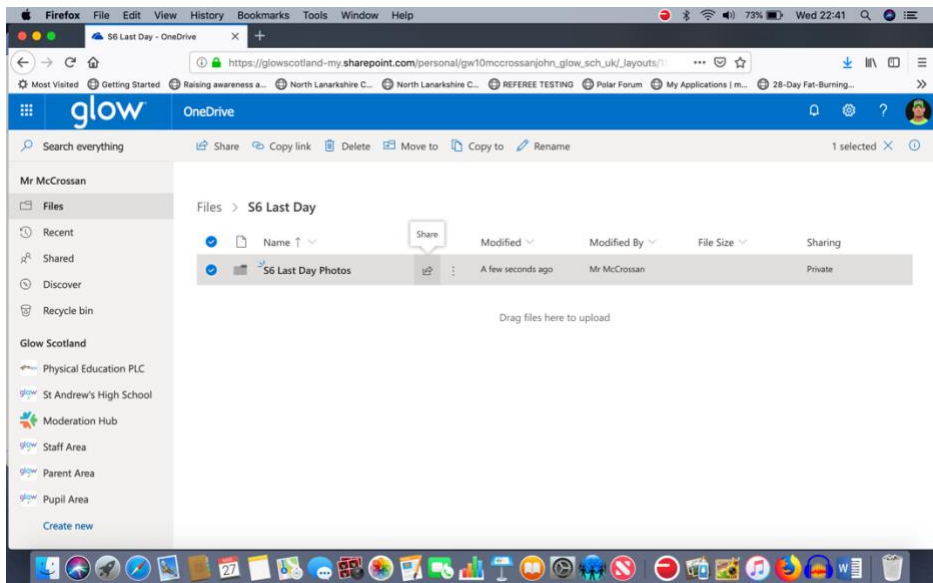 Firefox File Edit View History Bookmarks Tools Window Help 73% Wed 22:41
S6 Last Day - OneDrive
https://glowscotland-my.sharepoint.com/personal/gw10mccrossanjohn_glow_sch_uk/_layouts/
Most Visited Getting Started Raising awareness a... North Lanarkshire C... North Lanarkshire C... REFEREE TESTING Polar Forum My Applications | m... 28-Day Fat-Burning...
glow OneDrive ?
Search everything Share Copy link Delete Move to Copy to Rename 1 selected
Mr McCrossan
Files
Recent
Shared
Discover
Recycle bin
Glow Scotland
Physical Education PLC
glow St Andrew's High School
Moderation Hub
glow Staff Area
glow Parent Area
glow Pupil Area
Create new
Files > S6 Last Day
Share
Name Modified Modified By File Size Sharing
S6 Last Day Photos A few seconds ago Mr McCrossan Private
Drag files here to upload
27